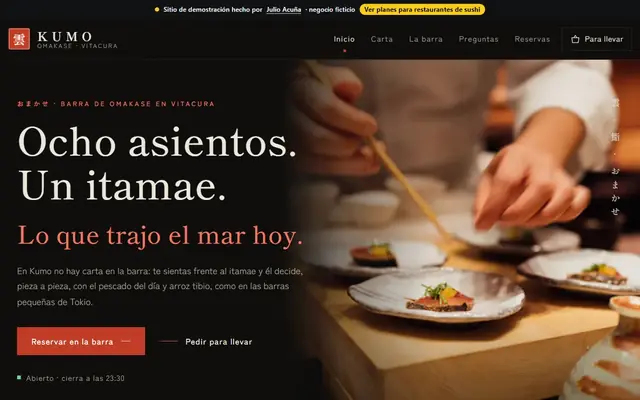 Sitio de demostración hecho por Julio Acuña · negocio ficticio Ver planes para restaurantes de sushi
雲 KUMO
OMAKASE · VITACURA
Inicio Carta La barra Preguntas Reservas Para llevar
おまかせ · BARRA DE OMAKASE EN VITACURA
Ocho asientos.
Un itamae.
Lo que trajo el mar hoy.
En Kumo no hay carta en la barra: te sientas frente al itamae y él decide,
pieza a pieza, con el pescado del día y arroz tibio, como en las barras
pequeñas de Tokio.
Reservar en la barra Pedir para llevar
Abierto · cierra a las 23:30
おまかせ